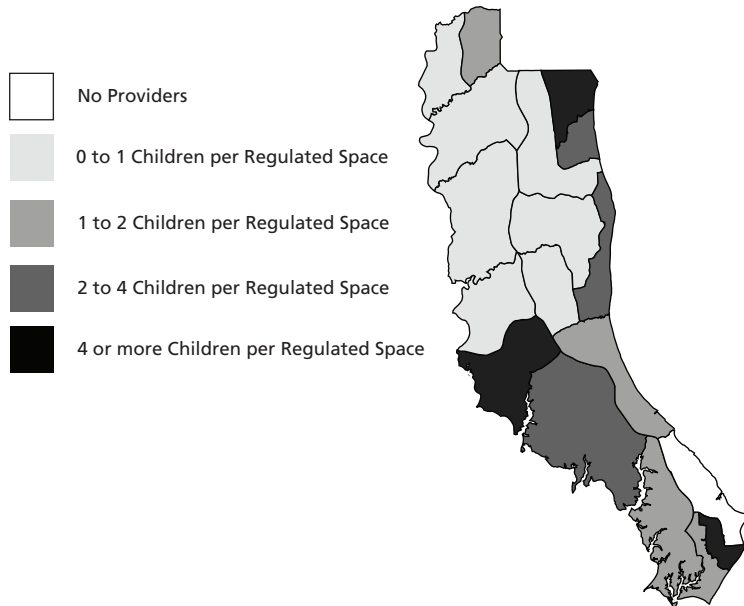 No Providers
0 to 1 Children per Regulated Space
1 to 2 Children per Regulated Space
2 to 4 Children per Regulated Space
4 or more Children per Regulated Space